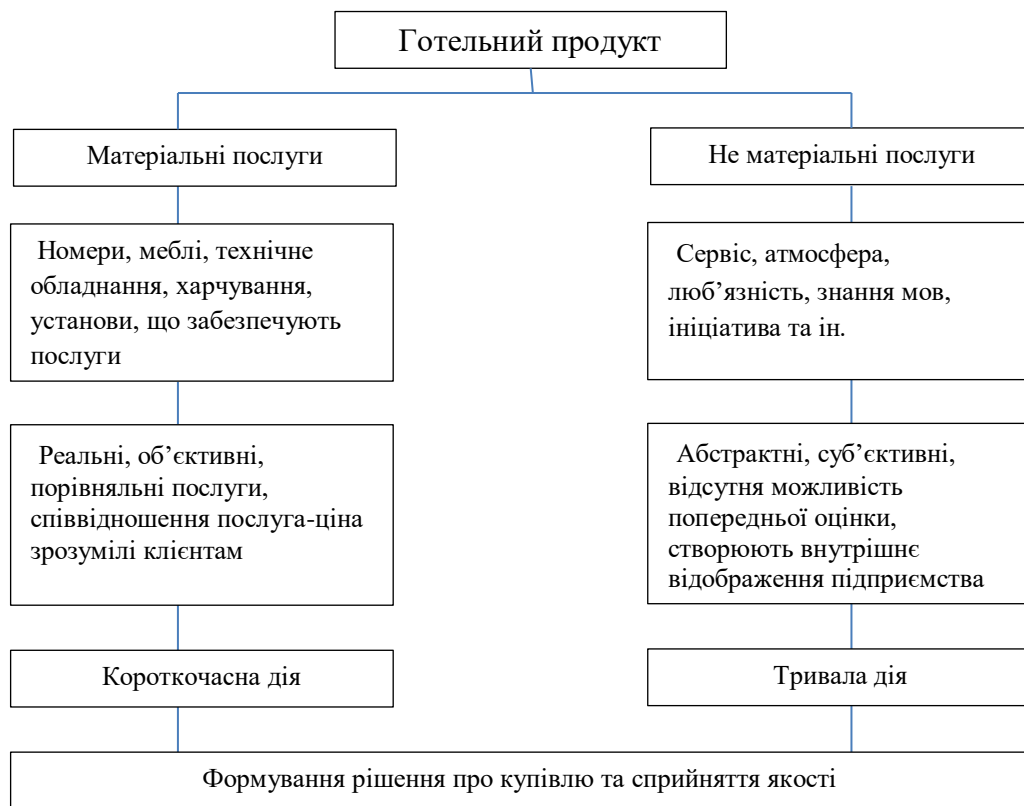 Готельний продукт
Матеріальні послуги
Не матеріальні послуги
Номери, меблі, технічне
обладнання, харчування,
установи, що забезпечують
послуги
Сервіс, атмосфера,
люб’язність, знання мов,
ініціатива та ін.
Реальні, об’єктивні,
порівняльні послуги,
співвідношення послуга-ціна
зрозумілі клієнтам
Абстрактні, суб’єктивні,
відсутня можливість
попередньої оцінки,
створюють внутрішнє
відображення підприємства
Короткочасна дія
Тривала дія
Формування рішення про купівлю та сприйняття якості